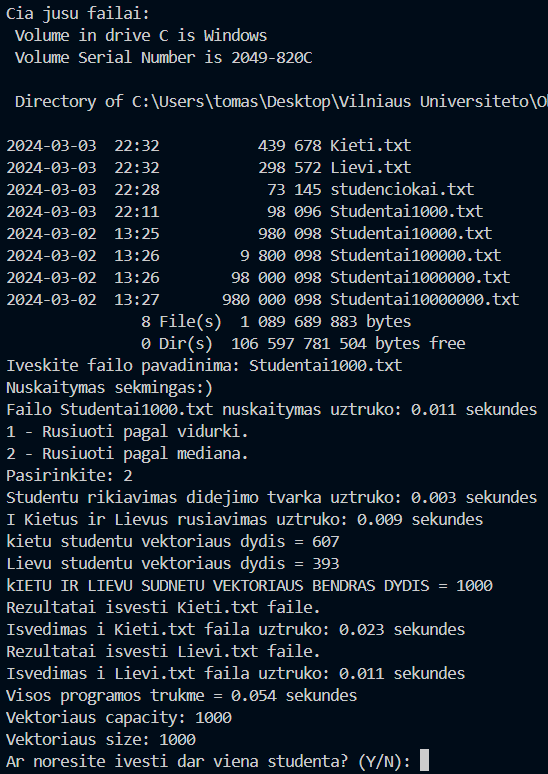 Cia jusu failai:
Volume in drive C is Windows
Volume Serial Number is 2049-820C
Directory of C:\Users\tomas\Desktop\Vilniaus Universiteto\O
2024-03-03 22:32 439 678 Kieti.txt
2024-03-03 22:32 298 572 Lievi.txt
2024-03-03 22:28 73 145 studenciokai.txt
2024-03-03 22:11 98 096 Studentai1000.txt
2024-03-02 13:25 980 098 Studentai10000.txt
2024-03-02 13:26 9 800 098 Studentai100000.txt
2024-03-02 13:26 98 000 098 Studentai1000000.txt
2024-03-02 13:27 980 000 098 Studentai10000000.txt
8 File(s) 1 089 689 883 bytes
0 Dir(s) 106 597 781 504 bytes free
Iveskite failo pavadinima: Studentai1000.txt
Nuskaitymas sekmingas:)
Failo Studentai1000.txt nuskaitymas uztruko: 0.011 sekundes
1 - Rusiuoti pagal vidurki.
2 - Rusiuoti pagal mediana.
Pasirinkite: 2
Studentu rikiavimas didejimo tvarka uztruko: 0.003 sekundes
I Kietus ir Lievus rusiavimas uztruko: 0.009 sekundes
kietu studentu vektoriaus dydis = 607
Lievu studentu vektoriaus dydis = 393
kIETU IR LIEVU SUDNETU VEKTORIAUS BENDRAS DYDIS = 1000
Rezultatai isvesti Kieti.txt faile.
Isvedimas i Kieti.txt faila uztruko: 0.023 sekundes
Rezultatai isvesti Lievi.txt faile.
Isvedimas i Lievi.txt faila uztruko: 0.011 sekundes
Visos programos trukme = 0.054 sekundes
Vektoriaus capacity: 1000
Vektoriaus size: 1000
Ar noresite ivesti dar viena studenta? (Y/N):